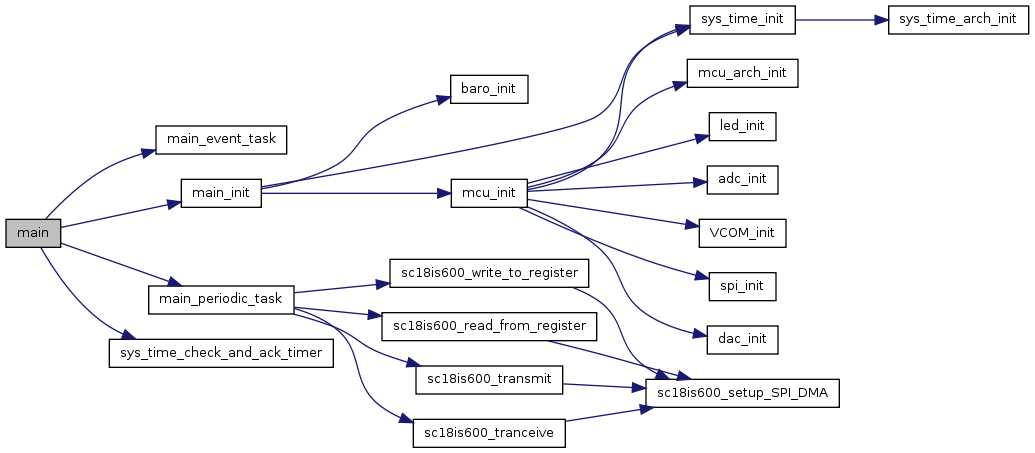 sys_time_init
sys_time_arch_init
mcu_arch_init
baro_init
led_init
main_event_task
adc_init
main_init
mcu_init
main
VCOM_init
sc18is600_write_to_register
spi_init
main_periodic_task
sc18is600_read_from_register
dac_init
sys_time_check_and_ack_timer
sc18is600_transmit
sc18is600_setup_SPI_DMA
sc18is600_tranceive